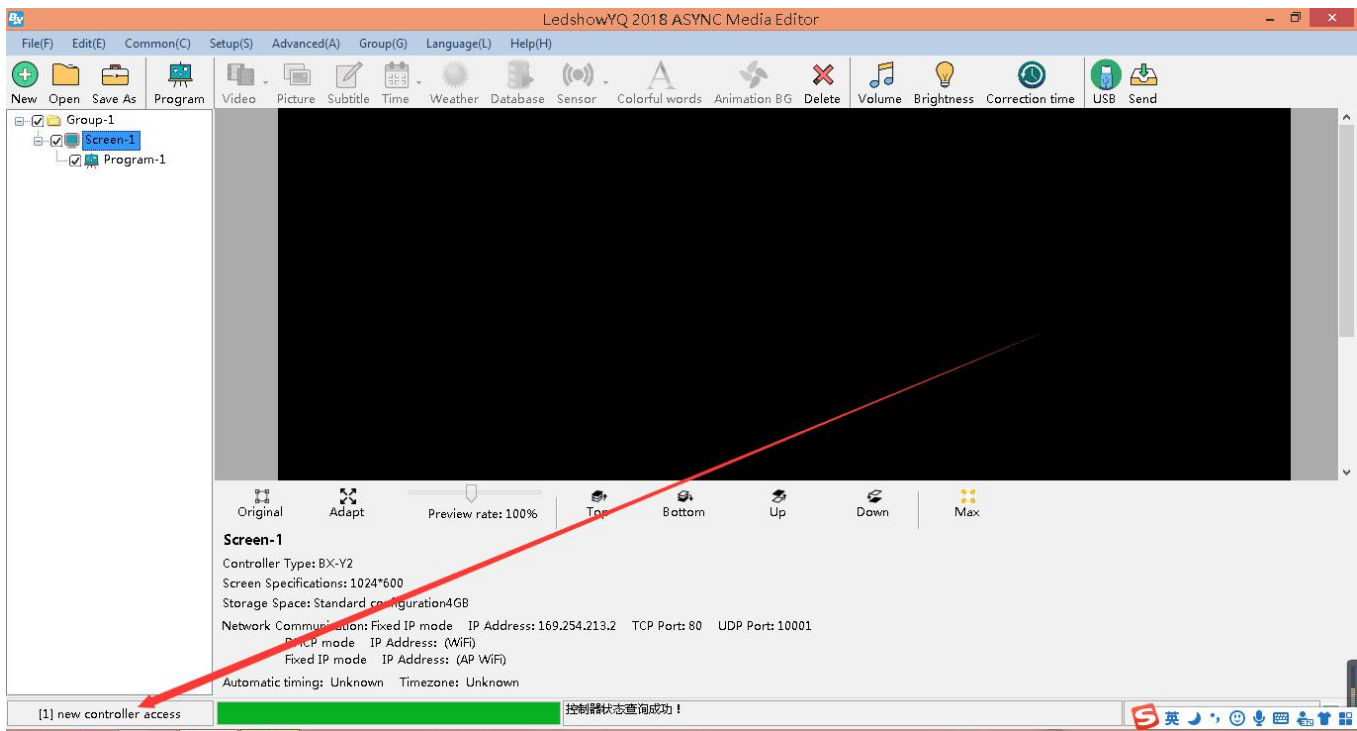 LedshowYQ 2018 ASYNC Media Editor
File(F) Edit(E) Common(C) Setup(S) Advanced(A) Group(G) Language(L) Help(H)
New Open Save As Program Video Picture Subtitle Time Weather Database Sensor Colorful words Animation BG Delete Volume Brightness Correction time USB Send
Group-1
Screen-1
Program-1
Original Adapt Preview rate: 100% Top Bottom Up Down Max
Screen-1
Controller Type: BX-Y2
Screen Specifications: 1024*600
Storage Space: Standard configuration4GB
Network Communication: Fixed IP mode IP Address: 169.254.213.2 TCP Port: 80 UDP Port: 10001
DHCP mode IP Address: (WiFi)
Fixed IP mode IP Address: (AP WiFi)
Automatic timing: Unknown Timezone: Unknown
[1] new controller access 控制器状态查询成功！
英